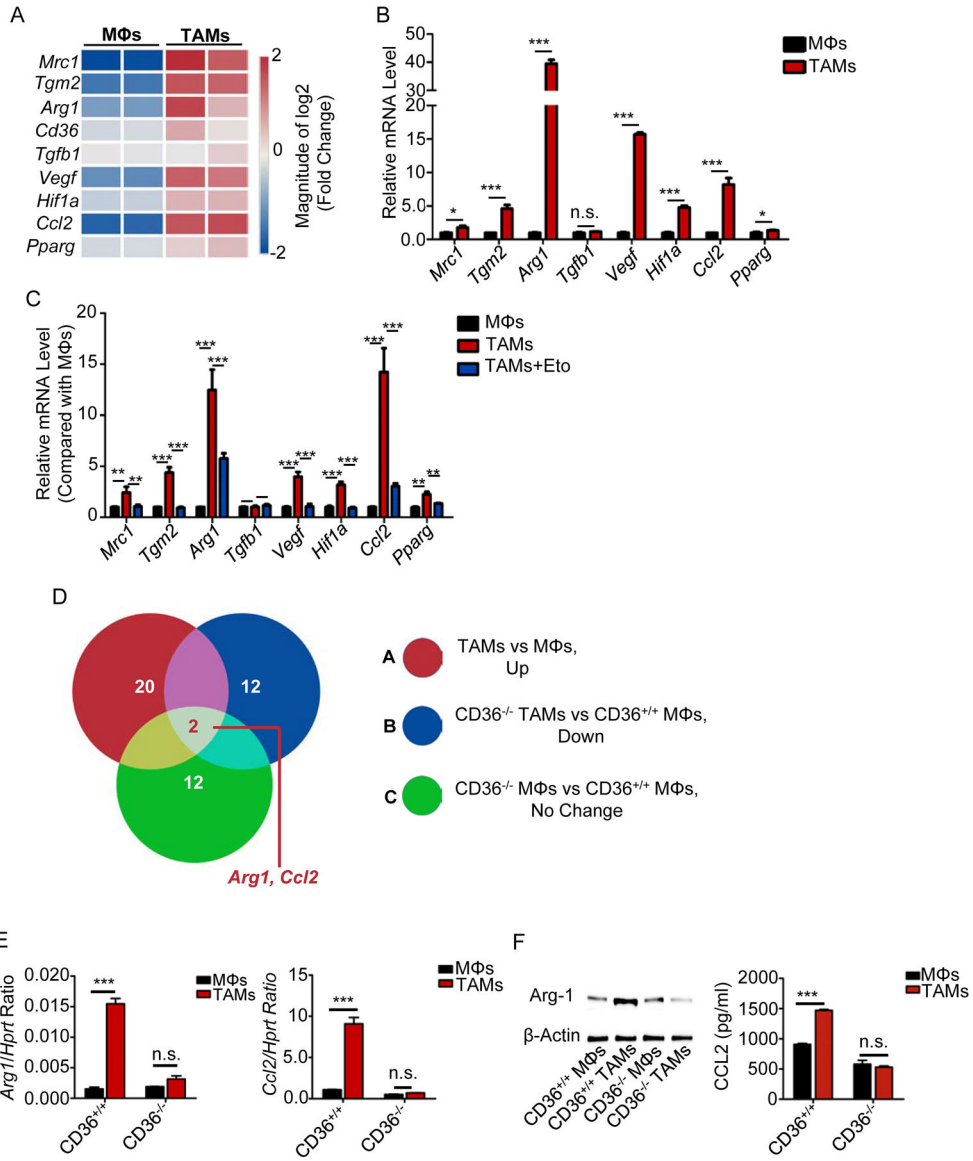 A
MΦs TAMs
Mrc1
Tgm2
Arg1
Cd36
Tgfb1
Vegf
Hif1a
Ccl2
Pparg
2
0
-2
Magnitude of log2
(Fold Change)
B
Relative mRNA Level
50
40
30
20
15
10
5.0
0.0
* *** *** n.s. *** *** *** *
Mrc1 Tgm2 Arg1 Tgfb1 Vegf Hif1a Ccl2 Pparg
MΦs
TAMs
C
Relative mRNA Level
(Compared with MΦs)
20
15
10
5
0
** ** *** *** *** *** *** *** *** *** *** *** ** **
Mrc1 Tgm2 Arg1 Tgfb1 Vegf Hif1a Ccl2 Pparg
MΦs
TAMs
TAMs+Eto
D
20
12
2
12
Arg1, Ccl2
A TAMs vs MΦs,
Up
B CD36-/- TAMs vs CD36+/+ MΦs,
Down
C CD36-/- MΦs vs CD36+/+ MΦs,
No Change
E
Arg1/Hprt Ratio
0.020
0.015
0.010
0.005
0.000
*** n.s.
CD36+/+ CD36-/-
MΦs
TAMs
Ccl2/Hprt Ratio
15
10
5.0
0.0
*** n.s.
CD36+/+ CD36-/-
MΦs
TAMs
F
Arg-1
β-Actin
CD36+/+ MΦs
CD36+/+ TAMs
CD36-/- MΦs
CD36-/- TAMs
CCL2 (pg/ml)
2000
1500
1000
500
0
*** n.s.
CD36+/+ CD36-/-
MΦs
TAMs